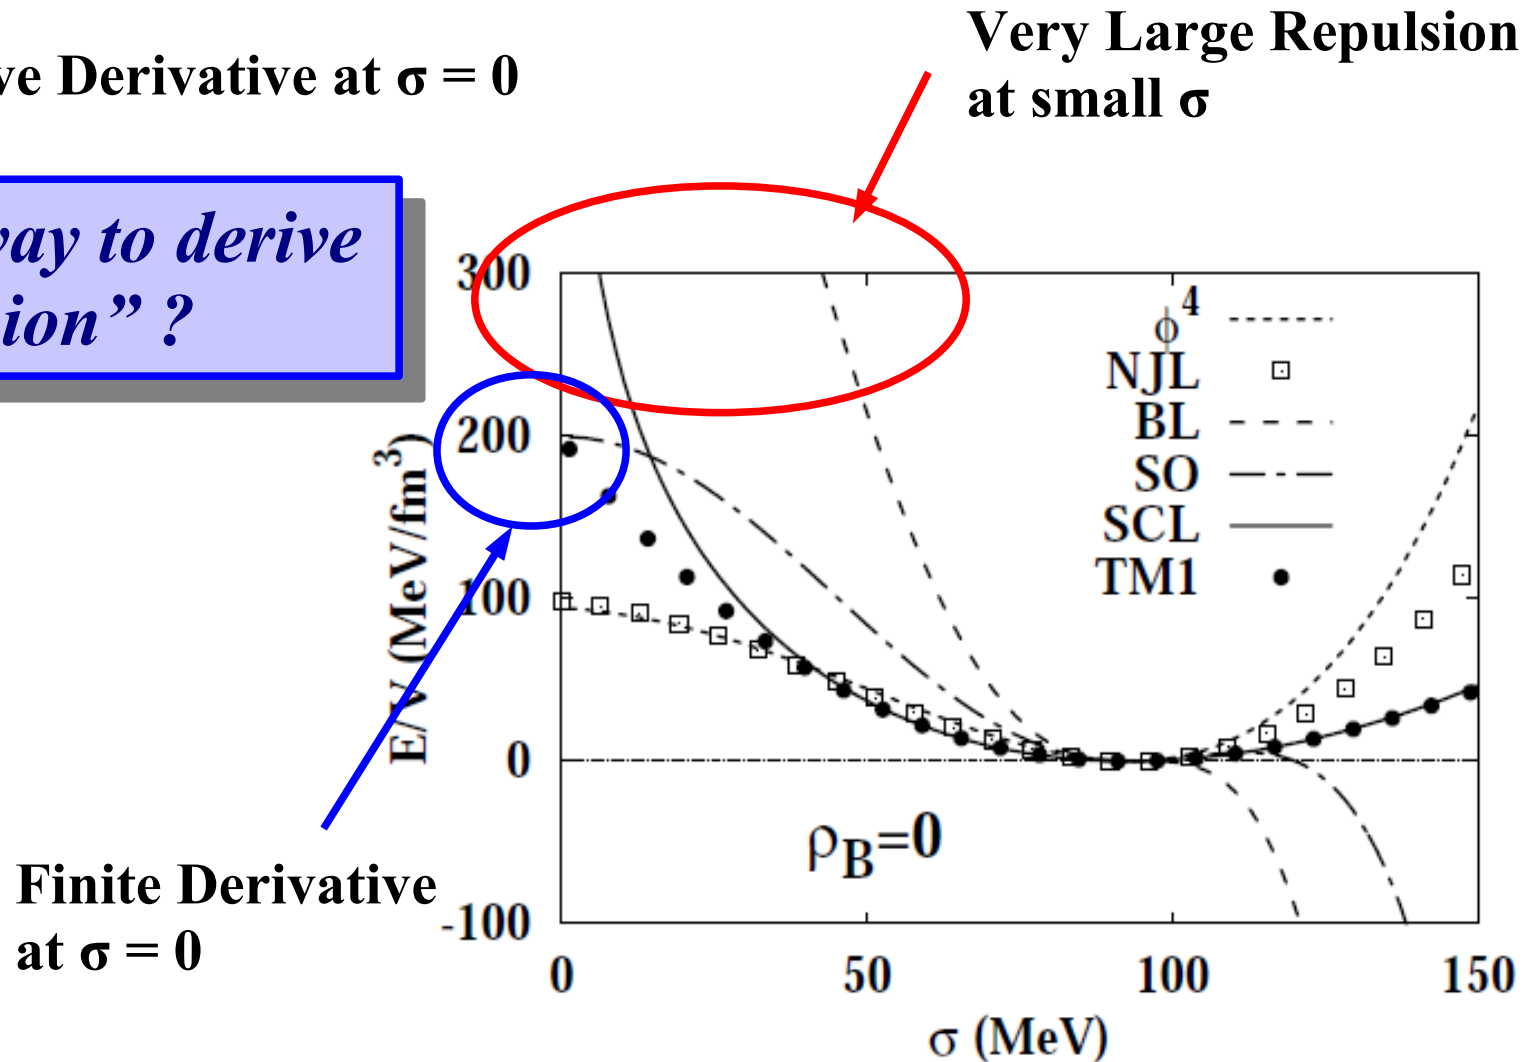 ve Derivative at σ = 0
Very Large Repulsion
at small σ
way to derive
ion” ?
300
200
100
0
-100
E/V (MeV/fm³)
ϕ⁴
NJL
BL
SO
SCL
TM1
ρB=0
Finite Derivative
at σ = 0
0 50 100 150
σ (MeV)